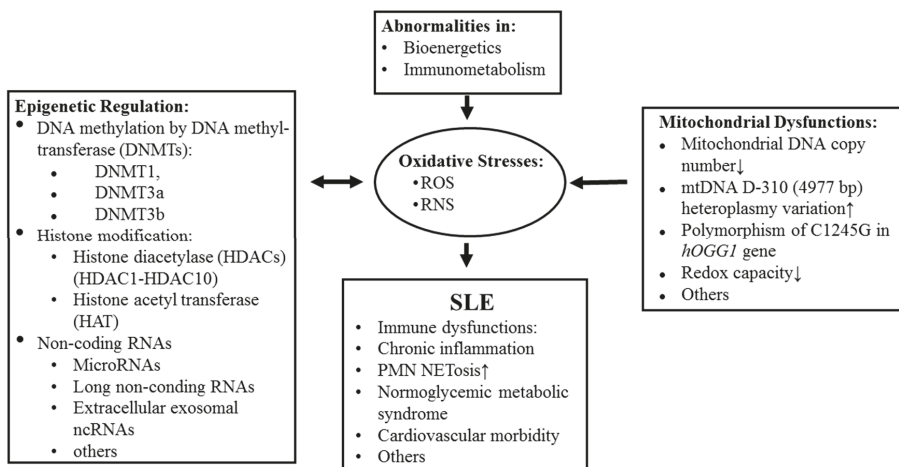 Abnormalities in:
• Bioenergetics
• Immunometabolism
Epigenetic Regulation:
• DNA methylation by DNA methyl-
transferase (DNMTs):
• DNMT1,
• DNMT3a
• DNMT3b
• Histone modification:
• Histone diacetylase (HDACs)
(HDAC1-HDAC10)
• Histone acetyl transferase
(HAT)
• Non-coding RNAs
• MicroRNAs
• Long non-conding RNAs
• Extracellular exosomal
ncRNAs
• others
Oxidative Stresses:
•ROS
•RNS
Mitochondrial Dysfunctions:
• Mitochondrial DNA copy
number↓
• mtDNA D-310 (4977 bp)
heteroplasmy variation↑
• Polymorphism of C1245G in
hOGG1 gene
• Redox capacity↓
• Others
SLE
• Immune dysfunctions:
• Chronic inflammation
• PMN NETosis↑
• Normoglycemic metabolic
syndrome
• Cardiovascular morbidity
• Others